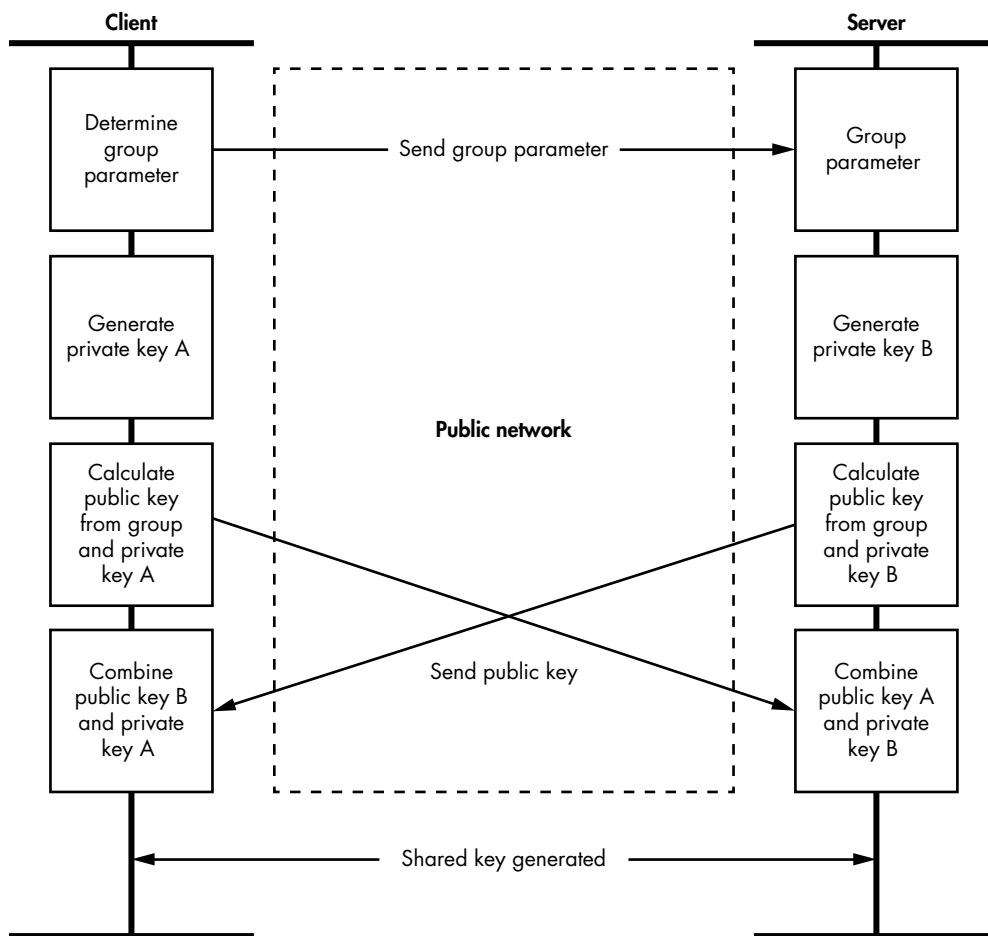 Client
Server
Determine
group
parameter
Send group parameter
Group
parameter
Generate
private key A
Generate
private key B
Public network
Calculate
public key
from group
and private
key A
Calculate
public key
from group
and private
key B
Combine
public key B
and private
key A
Send public key
Combine
public key A
and private
key B
Shared key generated